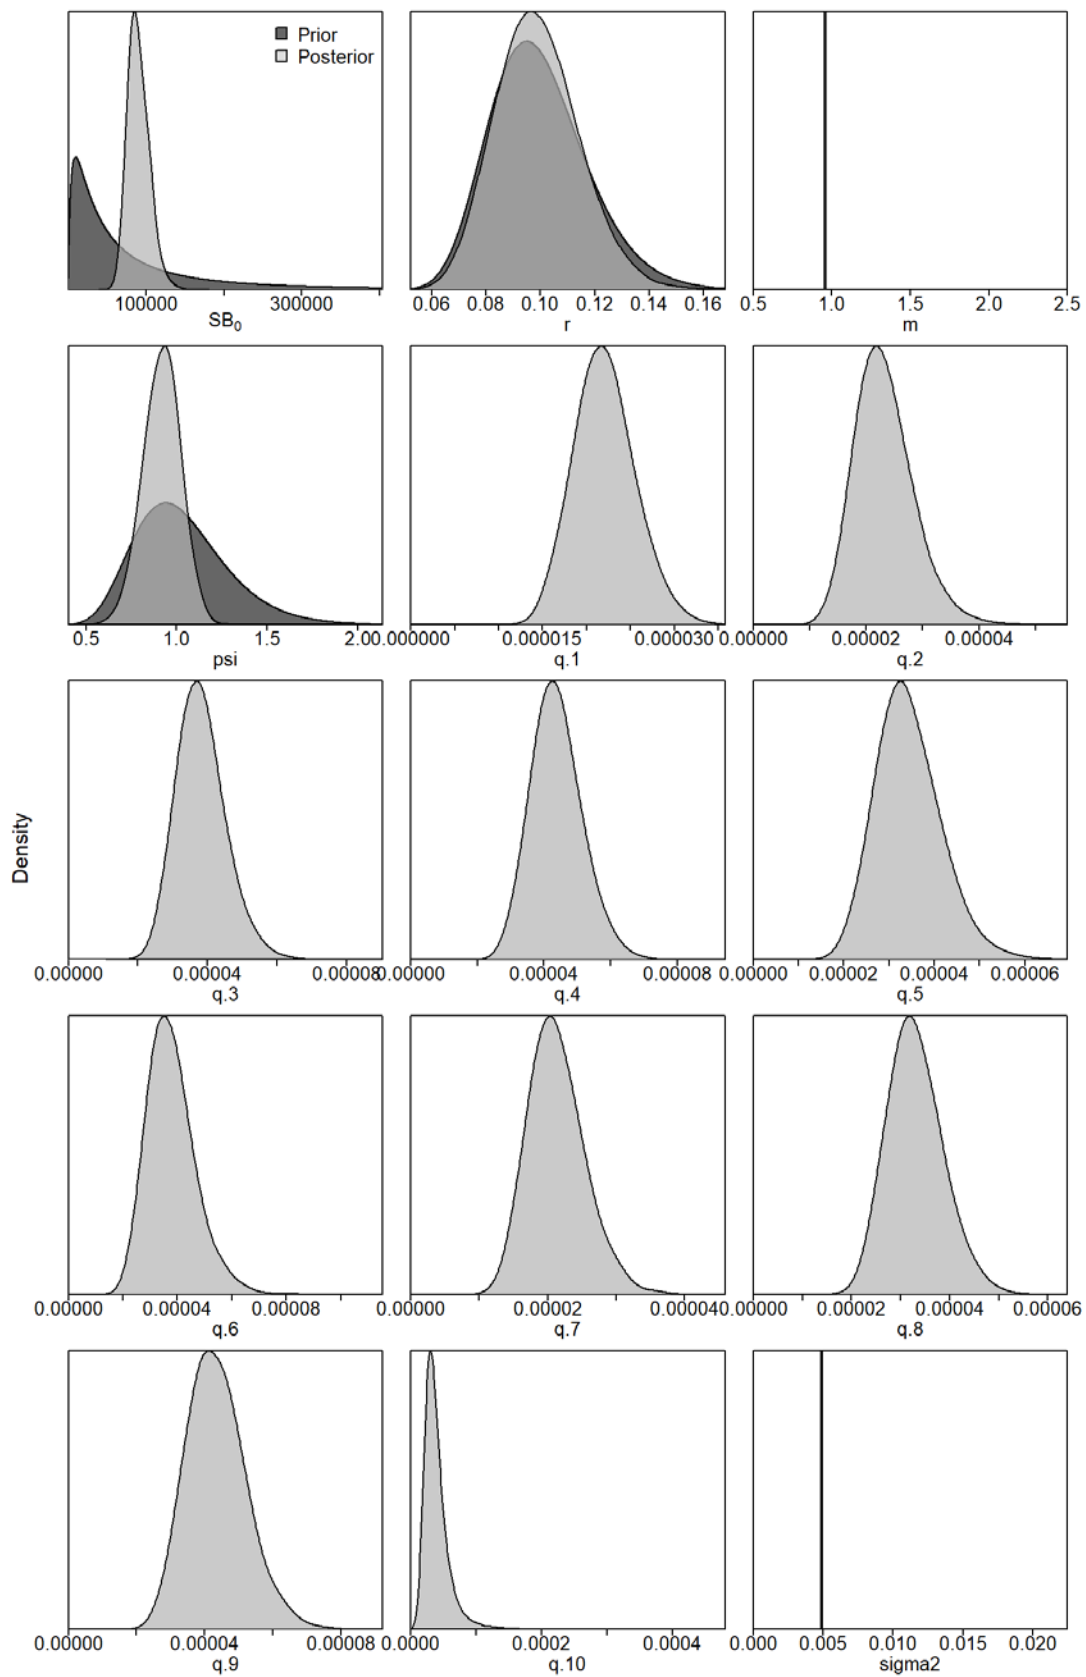 Prior
Posterior
100000 300000
SB₀
0.06 0.08 0.10 0.12 0.14 0.16
r
0.5 1.0 1.5 2.0 2.5
m
0.5 1.0 1.5 2.0
psi
0.000000 0.000015 0.000030
q.1
0.00000 0.00002 0.00004
q.2
Density
0.00000 0.00004 0.00008
q.3
0.00000 0.00004 0.00008
q.4
0.00000 0.00002 0.00004 0.00006
q.5
0.00000 0.00004 0.00008
q.6
0.00000 0.00002 0.00004
q.7
0.00000 0.00002 0.00004 0.00006
q.8
0.00000 0.00004 0.00008
q.9
0.0000 0.0002 0.0004
q.10
0.000 0.005 0.010 0.015 0.020
sigma2